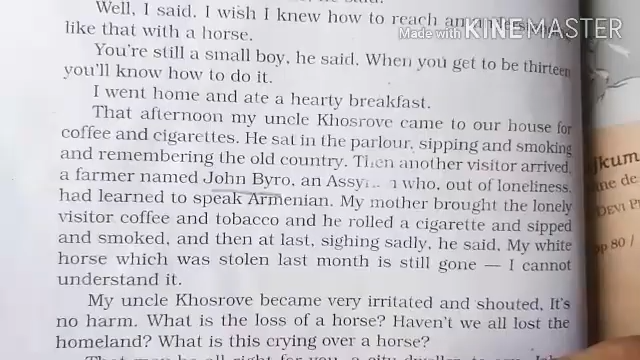 Well, I said. I wish I knew how to reach an
Made with KINEMASTER
like that with a horse.
You're still a small boy, he said. When you get to be thirteen
you'll know how to do it.
I went home and ate a hearty breakfast.
That afternoon my uncle Khosrove came to our house for
coffee and cigarettes. He sat in the parlour, sipping and smoking
and remembering the old country. Then another visitor arrived,
a farmer named John Byro, an who, out of loneliness,
had learned to speak Armenian. My mother brought the lonely
visitor coffee and tobacco and he rolled a cigarette and sipped
and smoked, and then at last, sighing sadly, he said, My white
horse which was stolen last month is still gone — I cannot
understand it.
My uncle Khosrove became very irritated and shouted, It's
no harm. What is the loss of a horse? Haven't we all lost the
homeland? What is this crying over a horse?
jkum
ine de
DEVI P
pp 80 /